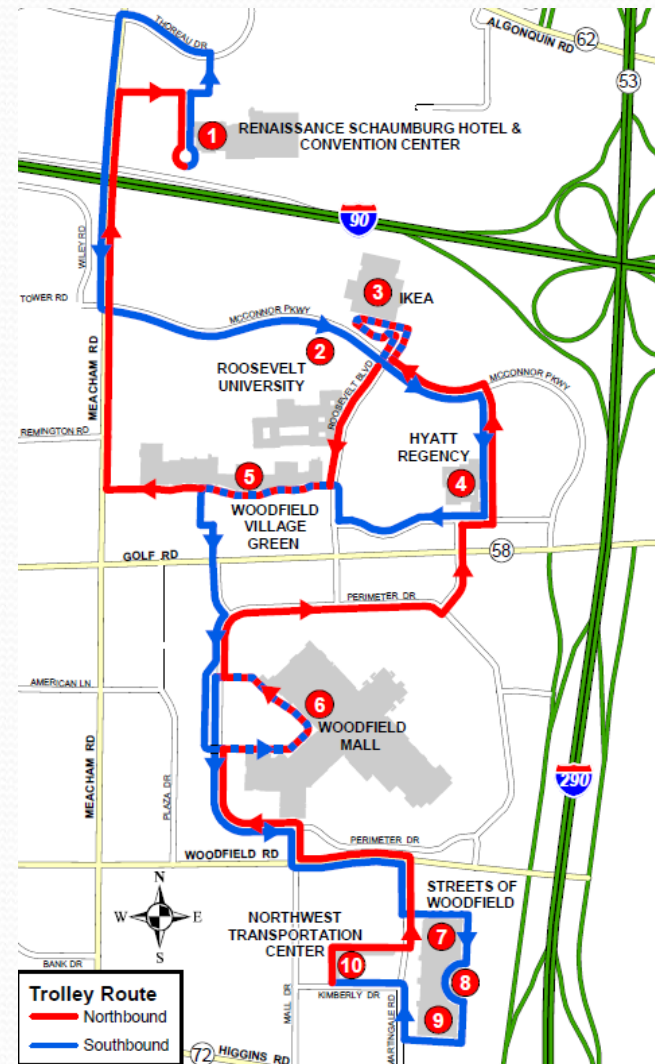 THOREAU DR
ALGONQUIN RD
62
53
1
RENAISSANCE SCHAUMBURG HOTEL &
CONVENTION CENTER
90
WILEY RD
TOWER RD
3
IKEA
MCCONNOR PKWY
2
ROOSEVELT
UNIVERSITY
ROOSEVELT BLVD
MCCONNOR PKWY
MEACHAM RD
REMINGTON RD
HYATT
REGENCY
4
5
WOODFIELD
VILLAGE
GREEN
GOLF RD
58
PERIMETER DR
AMERICAN LN
6
WOODFIELD
MALL
MEACHAM RD
PLAZA DR
290
PERIMETER DR
WOODFIELD RD
N
W
E
S
STREETS OF
WOODFIELD
NORTHWEST
TRANSPORTATION
CENTER
7
8
9
10
BANK DR
KIMBERLY DR
MALL DR
MARTINGALE RD
Trolley Route
Northbound
Southbound
72
HIGGINS RD